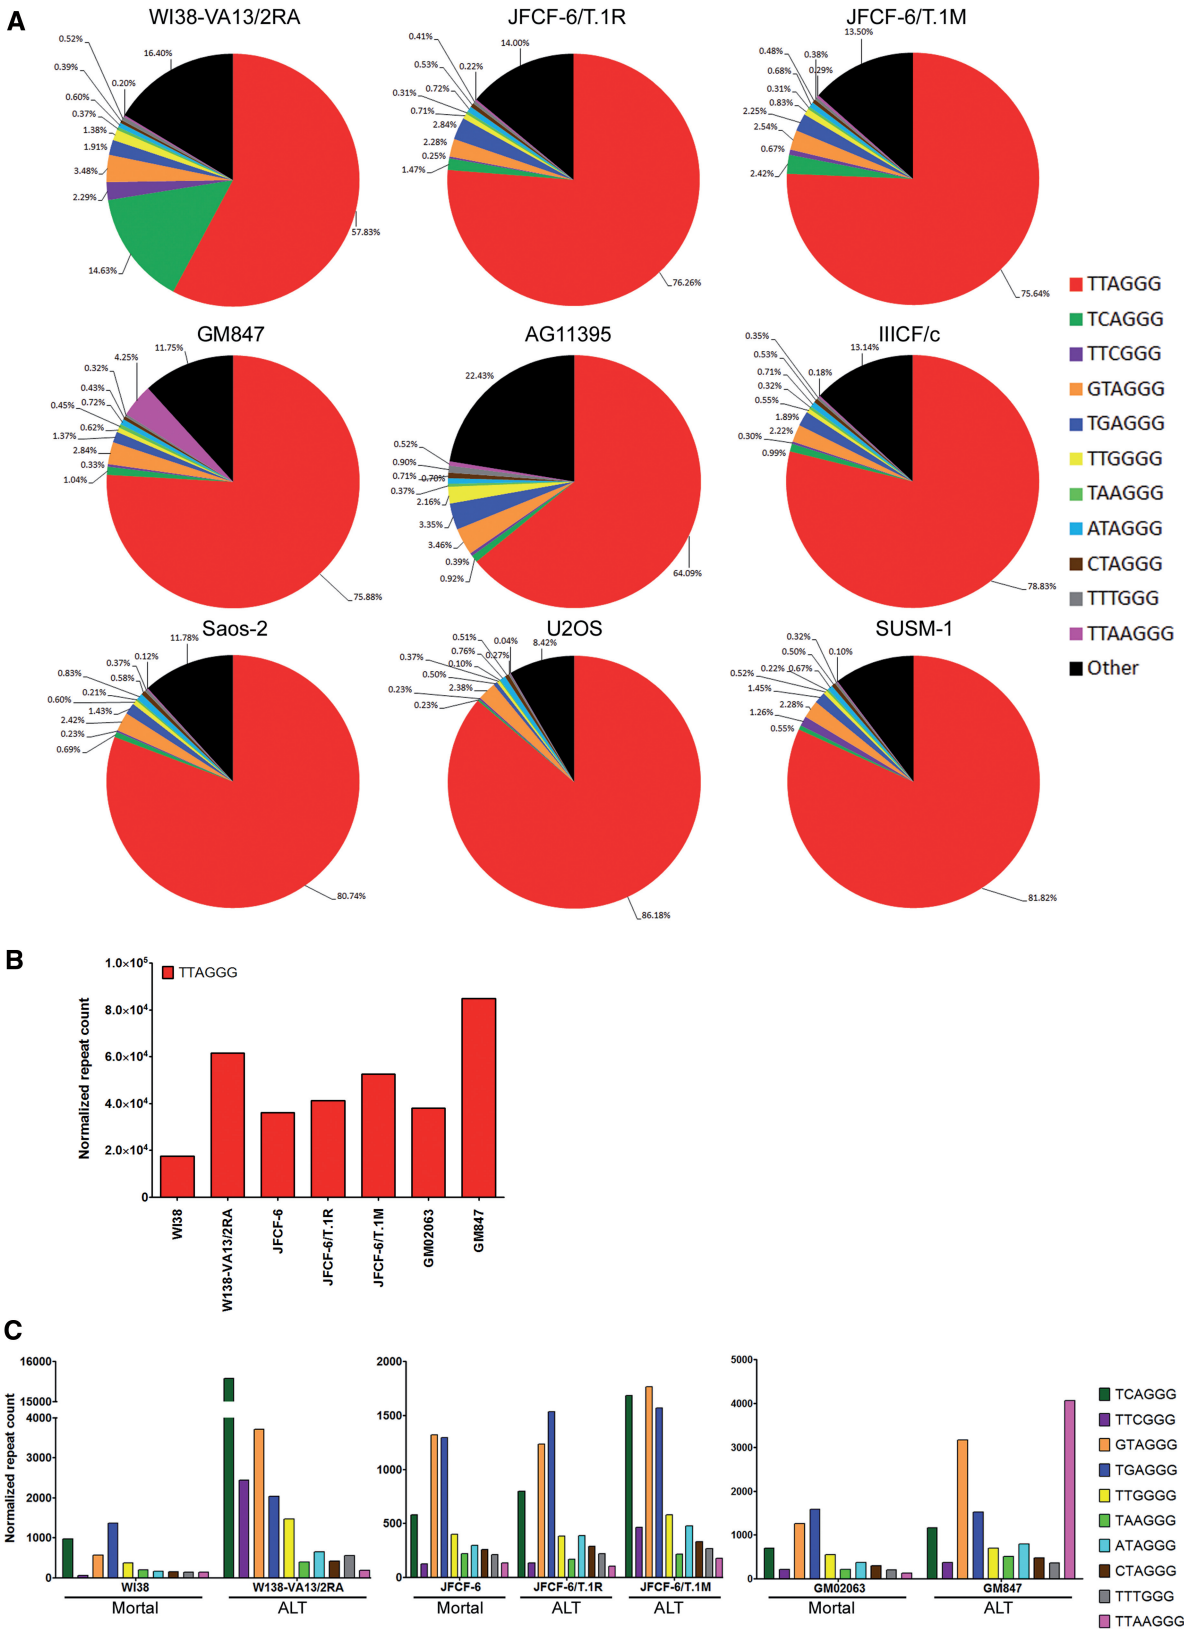 A
WI38-VA13/2RA
JFCF-6/T.1R
JFCF-6/T.1M
0.52%
0.39%
0.60%
0.37%
1.38%
1.91%
3.48%
2.29%
14.63%
0.20%
16.40%
57.83%
0.41%
0.53%
0.31%
0.72%
0.71%
2.84%
2.28%
0.25%
1.47%
0.22%
14.00%
76.26%
0.48%
0.68%
0.31%
0.83%
2.25%
2.54%
0.67%
2.42%
0.38%
0.29%
13.50%
75.64%
GM847
AG11395
IIICF/c
4.25%
0.32%
0.43%
0.72%
0.45%
0.62%
1.37%
2.84%
0.33%
1.04%
11.75%
75.88%
22.43%
0.52%
0.90%
0.71%
0.70%
0.37%
2.16%
3.35%
3.46%
0.39%
0.92%
64.09%
0.35%
0.53%
0.71%
0.32%
0.55%
1.89%
2.22%
0.30%
0.99%
0.18%
13.14%
78.83%
Saos-2
U2OS
SUSM-1
0.83%
0.37%
0.58%
0.21%
0.60%
1.43%
2.42%
0.23%
0.69%
0.12%
11.78%
80.74%
0.51%
0.76%
0.37%
0.10%
0.50%
2.38%
0.23%
0.23%
0.04%
0.27%
8.42%
86.18%
0.32%
0.50%
0.22%
0.67%
0.52%
1.45%
2.28%
1.26%
0.55%
0.10%
81.82%
TTAGGG
TCAGGG
TTCGGG
GTAGGG
TGAGGG
TTGGGG
TAAGGG
ATAGGG
CTAGGG
TTTGGG
TTAAGGG
Other
B
Normalized repeat count
1.0×10⁵
8.0×10⁴
6.0×10⁴
4.0×10⁴
2.0×10⁴
0
TTAGGG
WI38
W138-VA13/2RA
JFCF-6
JFCF-6/T.1R
JFCF-6/T.1M
GM02063
GM847
C
Normalized repeat count
16000
15000
4000
3000
2000
1000
0
WI38
W138-VA13/2RA
Mortal
ALT
2000
1500
1000
500
0
JFCF-6
JFCF-6/T.1R
JFCF-6/T.1M
Mortal
ALT
ALT
5000
4000
3000
2000
1000
0
GM02063
GM847
Mortal
ALT
TCAGGG
TTCGGG
GTAGGG
TGAGGG
TTGGGG
TAAGGG
ATAGGG
CTAGGG
TTTGGG
TTAAGGG